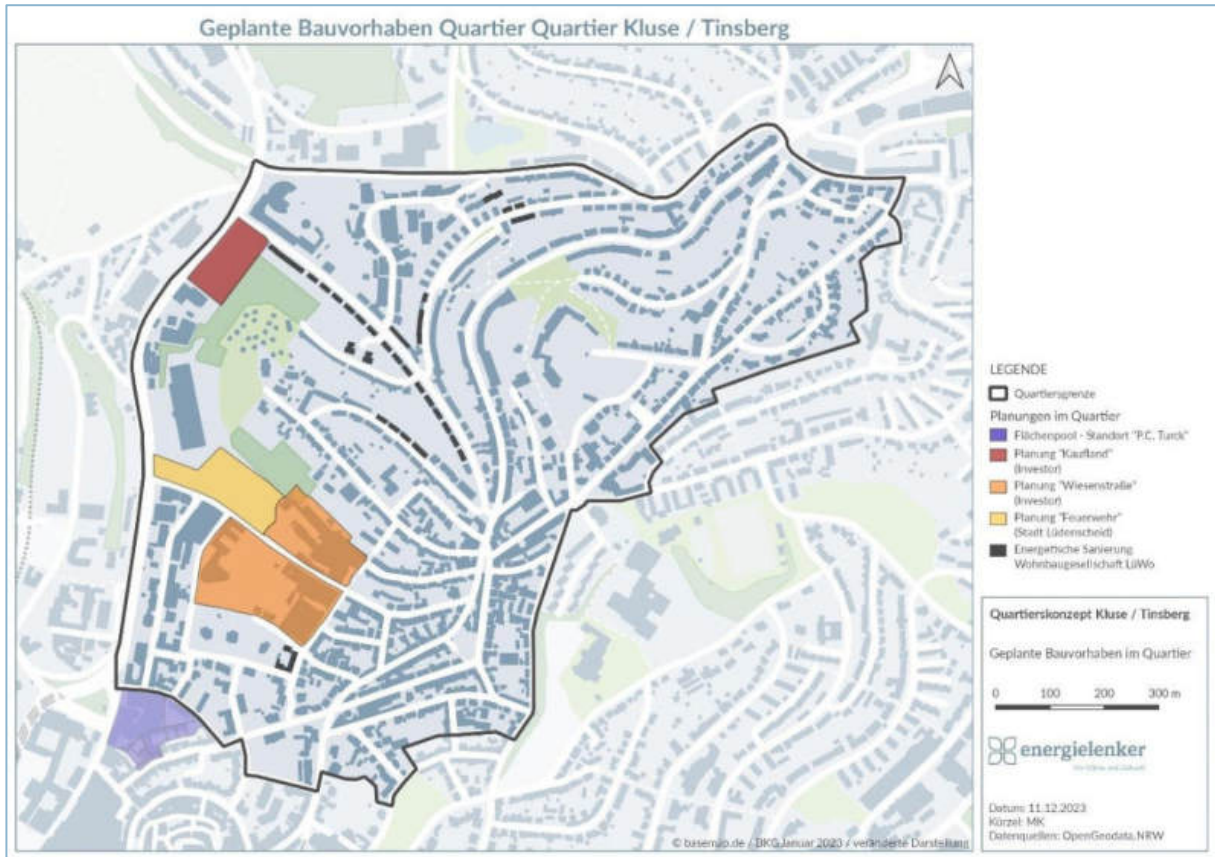 Geplante Bauvorhaben Quartier Quartier Kluse / Tinsberg
LEGENDE
Quartiersgrenze
Planungen im Quartier
Flächenpool - Standort "P.C. Turck"
Planung "Kaufland"
(Investor)
Planung "Wiesenstraße"
(Investor)
Planung "Feuerwehr"
(Stadt Lüdenscheid)
Energetische Sanierung
Wohnbaugesellschaft LüWo
Quartierskonzept Kluse / Tinsberg
Geplante Bauvorhaben im Quartier
0 100 200 300 m
energielenker
Datum: 11.12.2023
Kürzel: MK
Datenquellen: OpenGeodata.NRW
© basemap.de / BKG Januar 2023 / veränderte Darstellung